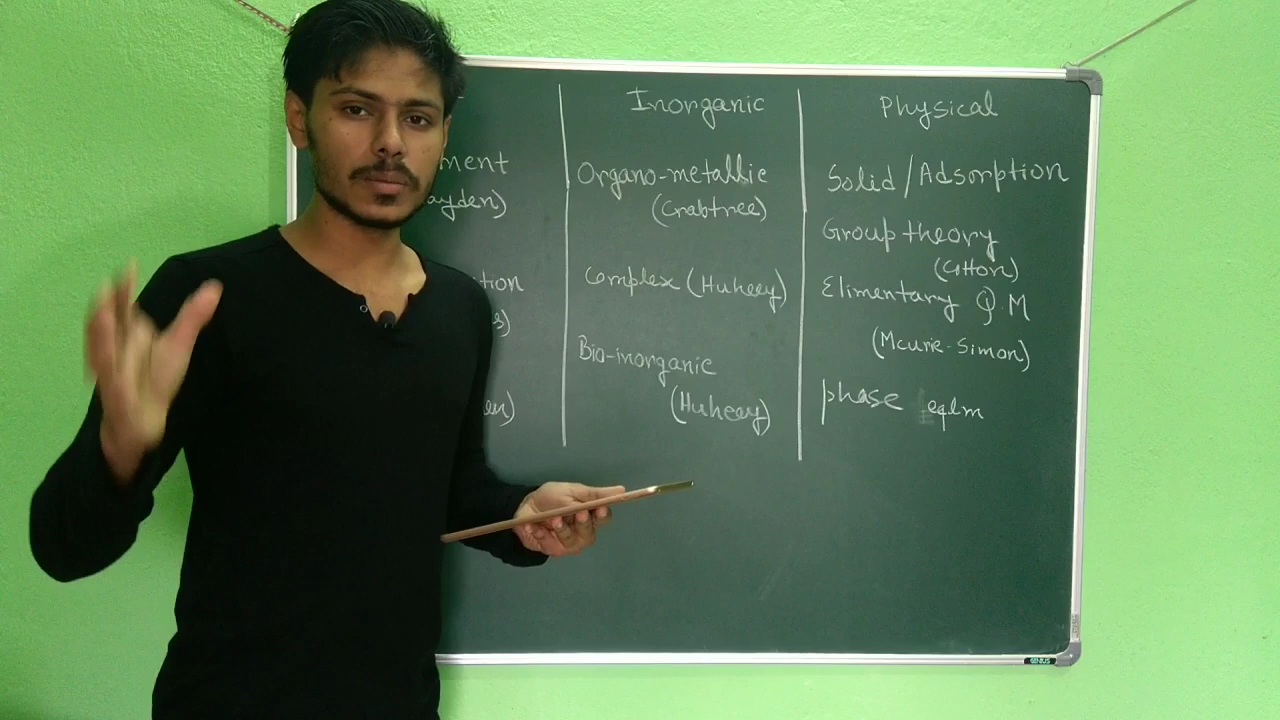 Inorganic
Physical
ment
ayden)
tion
s)
en)
Organo-metallic
(Crabtree)
Complex (Huheey)
Bio-inorganic
(Huheey)
Solid / Adsorption
Group theory
(Cotton)
Elimentary Q.M
(Mcurie-Simon)
phase eqlm
GENIUS